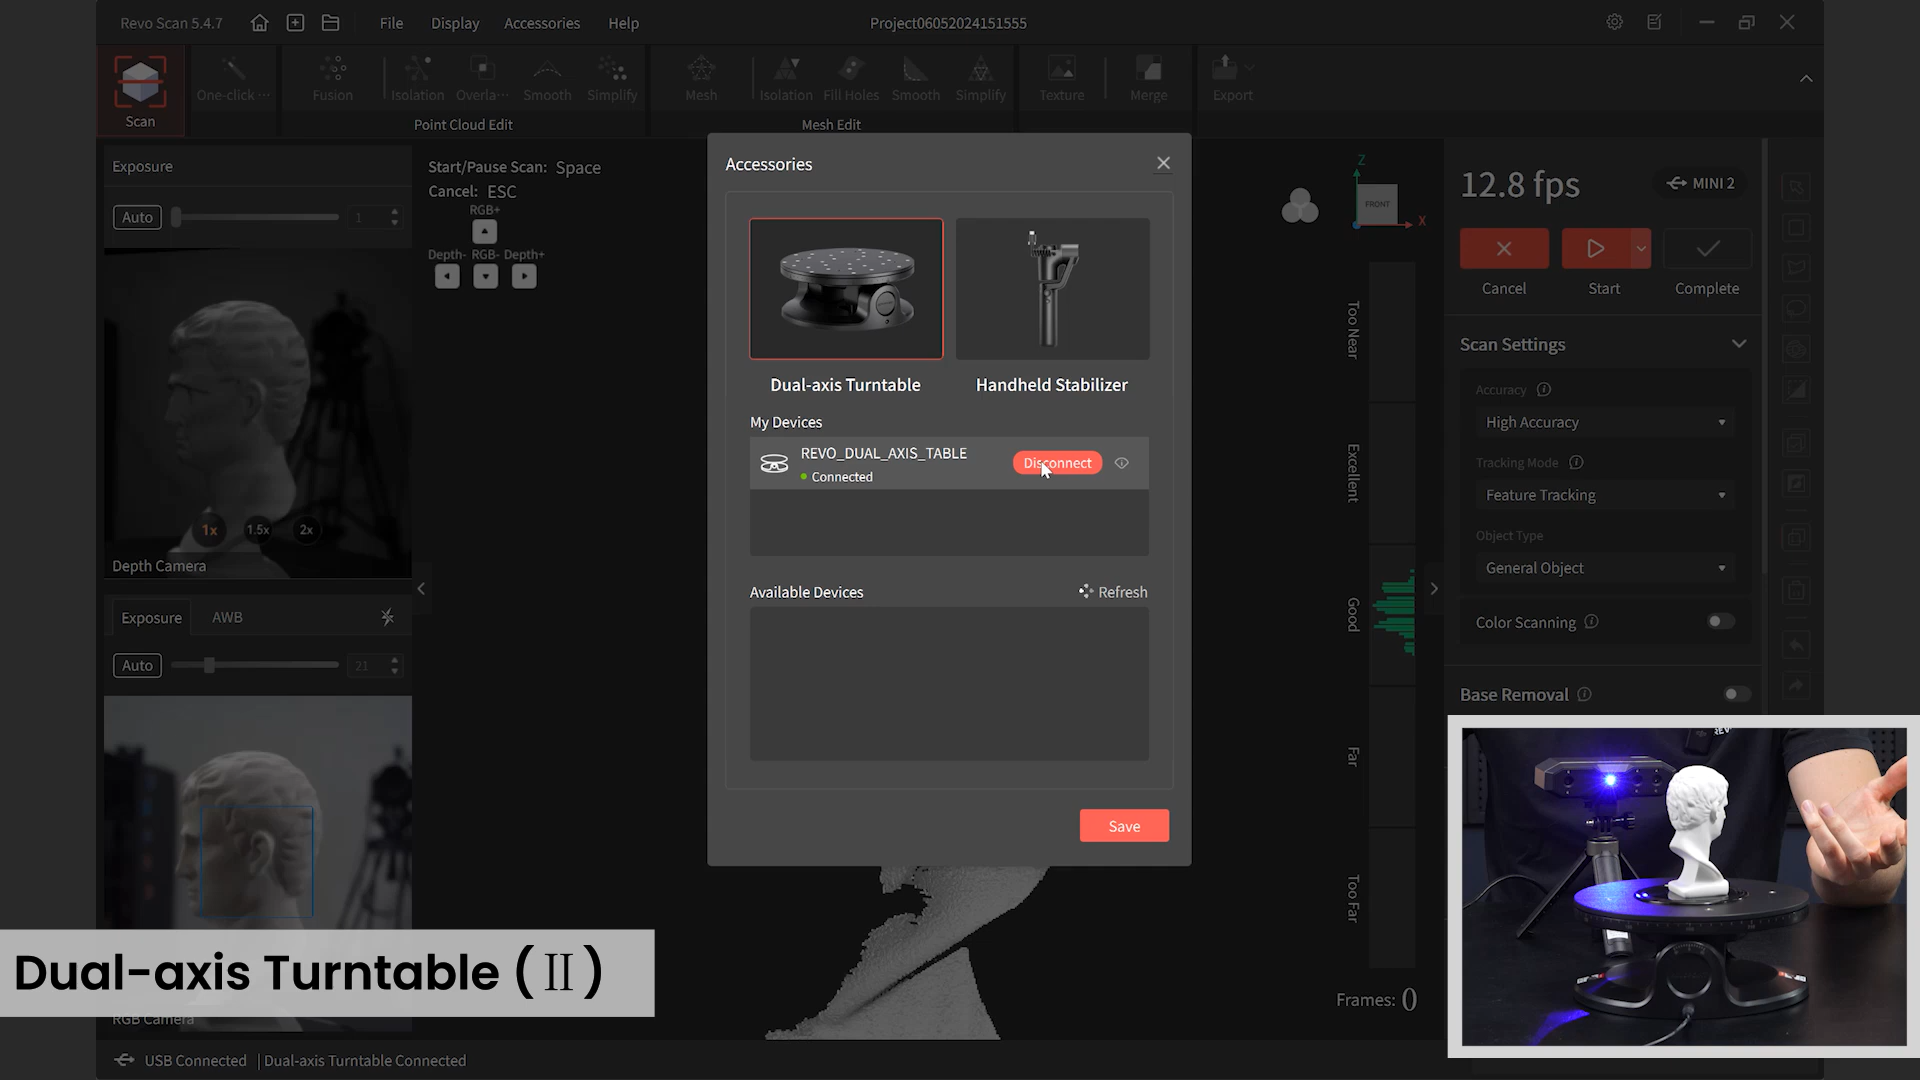 Revo Scan 5.4.7
File
Display
Accessories
Help
Project06052024151555
Scan
One-click ···
Fusion
Isolation
Overla···
Smooth
Simplify
Mesh
Isolation
Fill Holes
Smooth
Simplify
Texture
Merge
Export
Point Cloud Edit
Mesh Edit
Exposure
Auto
1
1x
1.5x
2x
Depth Camera
Exposure
AWB
Auto
21
RGB Camera
Start/Pause Scan: Space
Cancel: ESC
RGB+
Depth- RGB- Depth+
Accessories
Dual-axis Turntable
Handheld Stabilizer
My Devices
REVO_DUAL_AXIS_TABLE
Connected
Disconnect
Available Devices
Refresh
Save
Z
FRONT
X
Too Near
Excellent
Good
Far
Too Far
Frames: 0
12.8 fps
MINI 2
Cancel
Start
Complete
Scan Settings
Accuracy
High Accuracy
Tracking Mode
Feature Tracking
Object Type
General Object
Color Scanning
Base Removal
Dual-axis Turntable (Ⅱ)
USB Connected | Dual-axis Turntable Connected